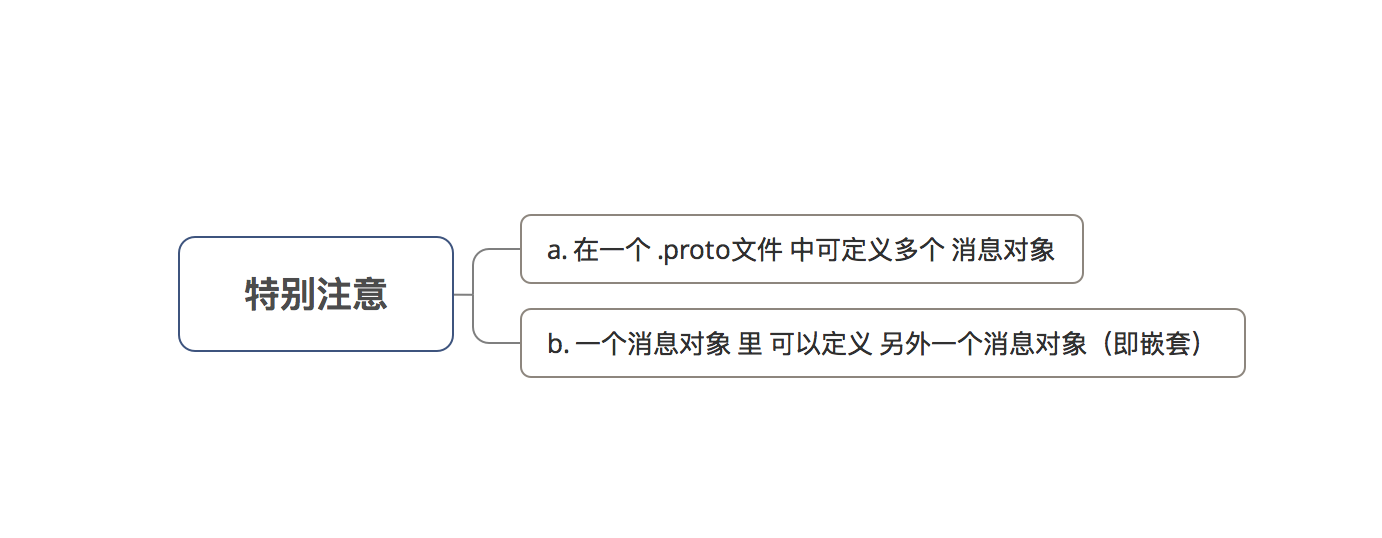 特别注意
a. 在一个 .proto文件 中可定义多个 消息对象
b. 一个消息对象 里 可以定义 另外一个消息对象（即嵌套）